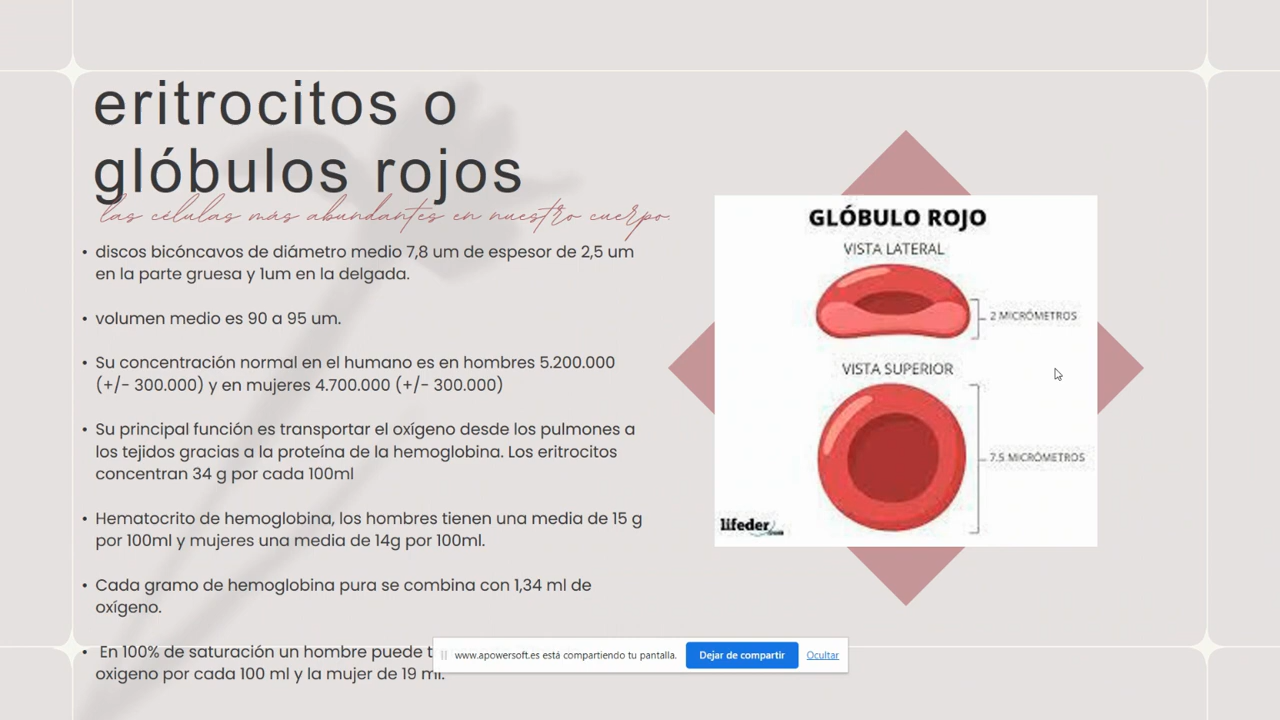 eritrocitos o
glóbulos rojos
las células más abundantes en nuestro cuerpo.
• discos bicóncavos de diámetro medio 7,8 um de espesor de 2,5 um
en la parte gruesa y 1um en la delgada.
• volumen medio es 90 a 95 um.
• Su concentración normal en el humano es en hombres 5.200.000
(+/- 300.000) y en mujeres 4.700.000 (+/- 300.000)
• Su principal función es transportar el oxígeno desde los pulmones a
los tejidos gracias a la proteína de la hemoglobina. Los eritrocitos
concentran 34 g por cada 100ml
• Hematocrito de hemoglobina, los hombres tienen una media de 15 g
por 100ml y mujeres una media de 14g por 100ml.
• Cada gramo de hemoglobina pura se combina con 1,34 ml de
oxígeno.
• En 100% de saturación un hombre puede
oxigeno por cada 100 ml y la mujer de 19 ml.
GLÓBULO ROJO
VISTA LATERAL
2 MICRÓMETROS
VISTA SUPERIOR
7.5 MICRÓMETROS
lifeder
www.apowersoft.es está compartiendo tu pantalla.
Dejar de compartir
Ocultar